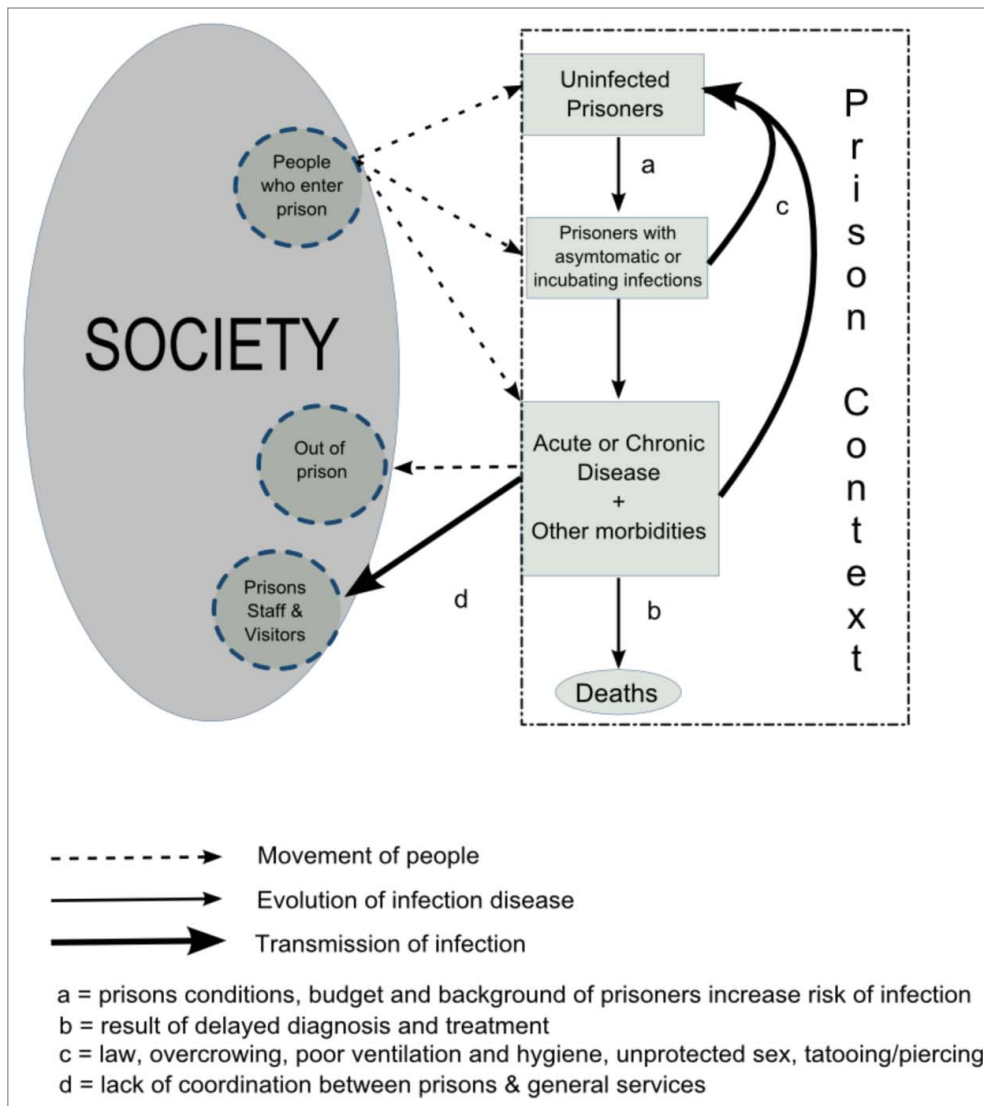 Uninfected
Prisoners
People
who enter
prison
a
c
Prisoners with
asymtomatic or
incubating infections
SOCIETY
Acute or Chronic
Disease
+
Other morbidities
Out of
prison
Prisons
Staff &
Visitors
d
b
Deaths
Prison Context
Movement of people
Evolution of infection disease
Transmission of infection
a = prisons conditions, budget and background of prisoners increase risk of infection
b = result of delayed diagnosis and treatment
c = law, overcrowing, poor ventilation and hygiene, unprotected sex, tatooing/piercing
d = lack of coordination between prisons & general services